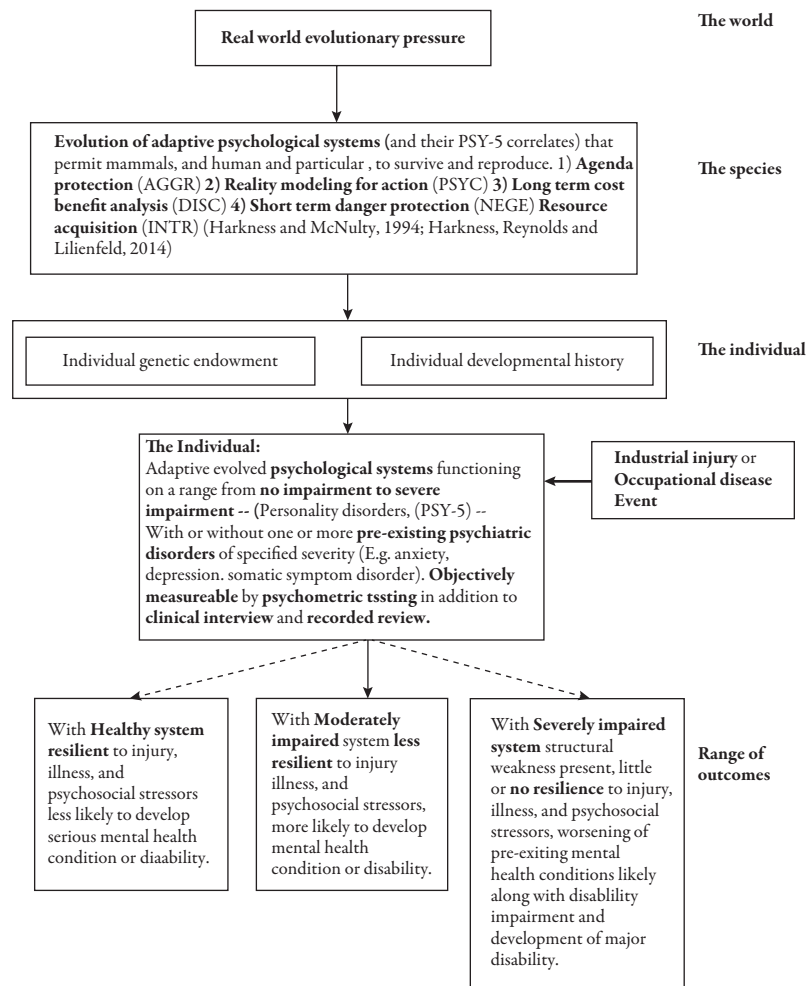 Real world evolutionary pressure
The world
Evolution of adaptive psychological systems (and their PSY-5 correlates) that
permit mammals, and human and particular , to survive and reproduce. 1) Agenda
protection (AGGR) 2) Reality modeling for action (PSYC) 3) Long term cost
benefit analysis (DISC) 4) Short term danger protection (NEGE) Resource
acquisition (INTR) (Harkness and McNulty, 1994; Harkness, Reynolds and
Lilienfeld, 2014)
The species
Individual genetic endowment
Individual developmental history
The individual
The Individual:
Adaptive evolved psychological systems functioning
on a range from no impairment to severe
impairment -- (Personality disorders, (PSY-5) --
With or without one or more pre-existing psychiatric
disorders of specified severity (E.g. anxiety,
depression. somatic symptom disorder). Objectively
measureable by psychometric tssting in addition to
clinical interview and recorded review.
Industrial injury or
Occupational disease
Event
With Healthy system
resilient to injury,
illness, and
psychosocial stressors
less likely to develop
serious mental health
condition or diaability.
With Moderately
impaired system less
resilient to injury
illness, and
psychosocial stressors,
more likely to develop
mental health
condition or disability.
With Severely impaired
system structural
weakness present, little
or no resilience to injury,
illness, and psychosocial
stressors, worsening of
pre-exiting mental
health conditions likely
along with disablility
impairment and
development of major
disability.
Range of
outcomes